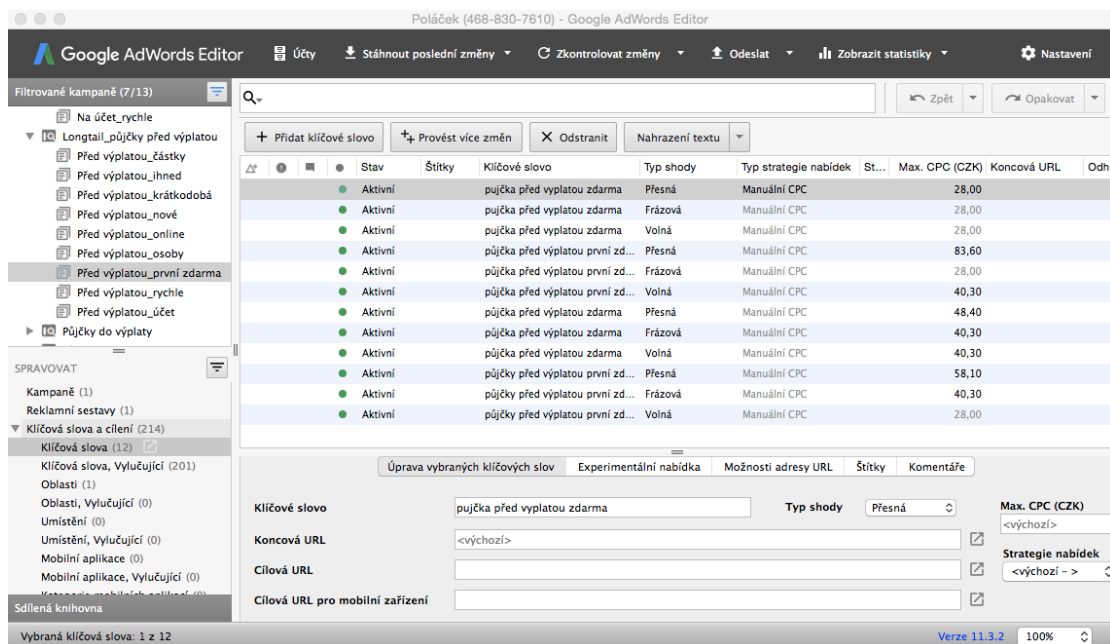 Poláček (468-830-7610) - Google AdWords Editor
Google AdWords Editor Účty Stáhnout poslední změny Zkontrolovat změny Odeslat Zobrazit statistiky Nastavení
Filtrované kampaně (7/13)
Na účet_rychle
Longtail_půjčky před výplatou
Před výplatou_částky
Před výplatou_ihned
Před výplatou_krátkodobá
Před výplatou_nové
Před výplatou_online
Před výplatou_osoby
Před výplatou_první zdarma
Před výplatou_rychle
Před výplatou_účet
Půjčky do výplaty
SPRAVOVAT
Kampaně (1)
Reklamní sestavy (1)
Klíčová slova a cílení (214)
Klíčová slova (12)
Klíčová slova, Vylučující (201)
Oblasti (1)
Oblasti, Vylučující (0)
Umístění (0)
Umístění, Vylučující (0)
Mobilní aplikace (0)
Mobilní aplikace, Vylučující (0)
Sdílená knihovna
Zpět Opakovat
+ Přidat klíčové slovo Provést více změn X Odstranit Nahrazení textu
Stav Štítky Klíčové slovo Typ shody Typ strategie nabídek St... Max. CPC (CZK) Koncová URL Odh
Aktivní pujčka před vyplatou zdarma Přesná Manuální CPC 28,00
Aktivní pujčka před vyplatou zdarma Frázová Manuální CPC 28,00
Aktivní pujčka před vyplatou zdarma Volná Manuální CPC 28,00
Aktivní půjčka před výplatou první zd... Přesná Manuální CPC 83,60
Aktivní půjčka před výplatou první zd... Frázová Manuální CPC 28,00
Aktivní půjčka před výplatou první zd... Volná Manuální CPC 40,30
Aktivní půjčka před výplatou zdarma Přesná Manuální CPC 48,40
Aktivní půjčka před výplatou zdarma Frázová Manuální CPC 40,30
Aktivní půjčka před výplatou zdarma Volná Manuální CPC 40,30
Aktivní půjčky před výplatou první zd... Přesná Manuální CPC 58,10
Aktivní půjčky před výplatou první zd... Frázová Manuální CPC 40,30
Aktivní půjčky před výplatou první zd... Volná Manuální CPC 28,00
Úprava vybraných klíčových slov Experimentální nabídka Možnosti adresy URL Štítky Komentáře
Klíčové slovo pujčka před vyplatou zdarma Typ shody Přesná Max. CPC (CZK)
<výchozí>
Koncová URL <výchozí>
Strategie nabídek
Cílová URL <výchozí - >
Cílová URL pro mobilní zařízení
Vybraná klíčová slova: 1 z 12 Verze 11.3.2 100%